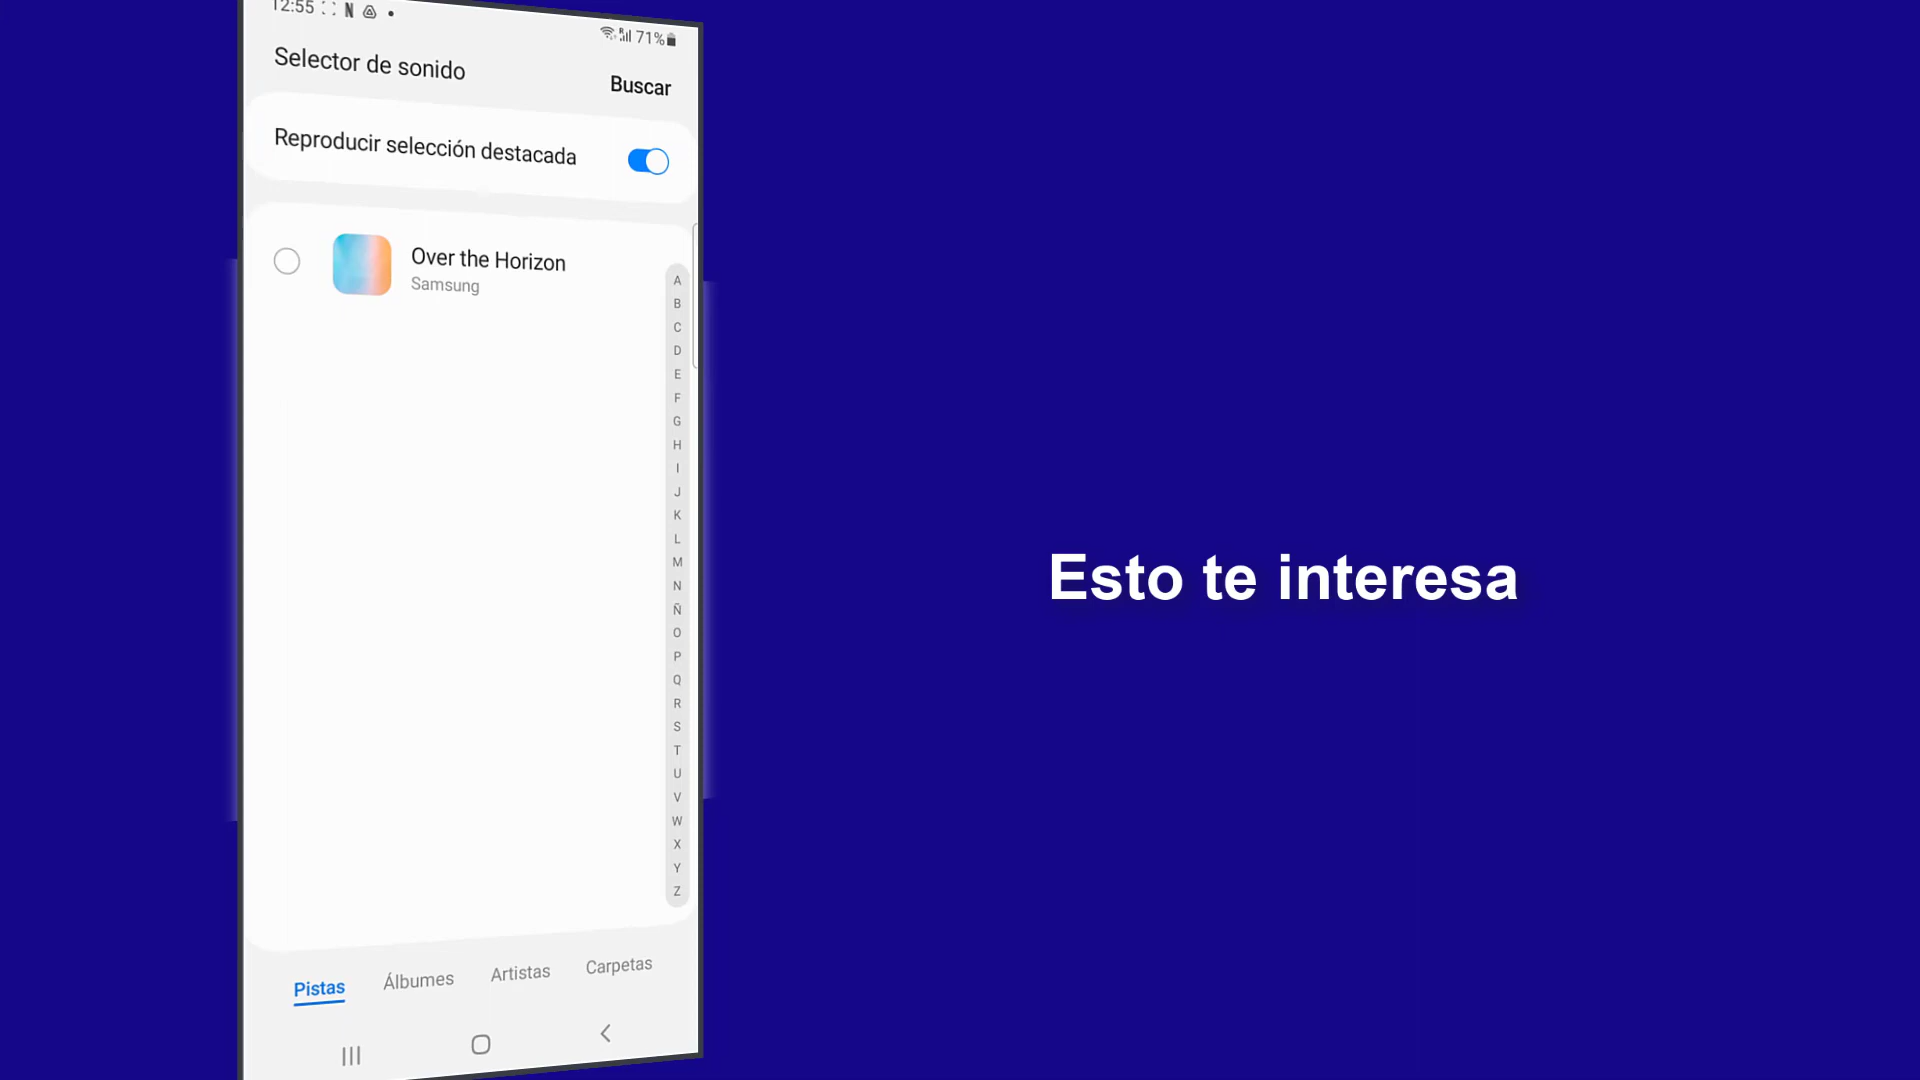 12:55
71%
Selector de sonido
Buscar
Reproducir selección destacada
Over the Horizon
Samsung
A
B
C
D
E
F
G
H
I
J
K
L
M
N
Ñ
O
P
Q
R
S
T
U
V
W
X
Y
Z
Esto te interesa
Pistas Álbumes Artistas Carpetas